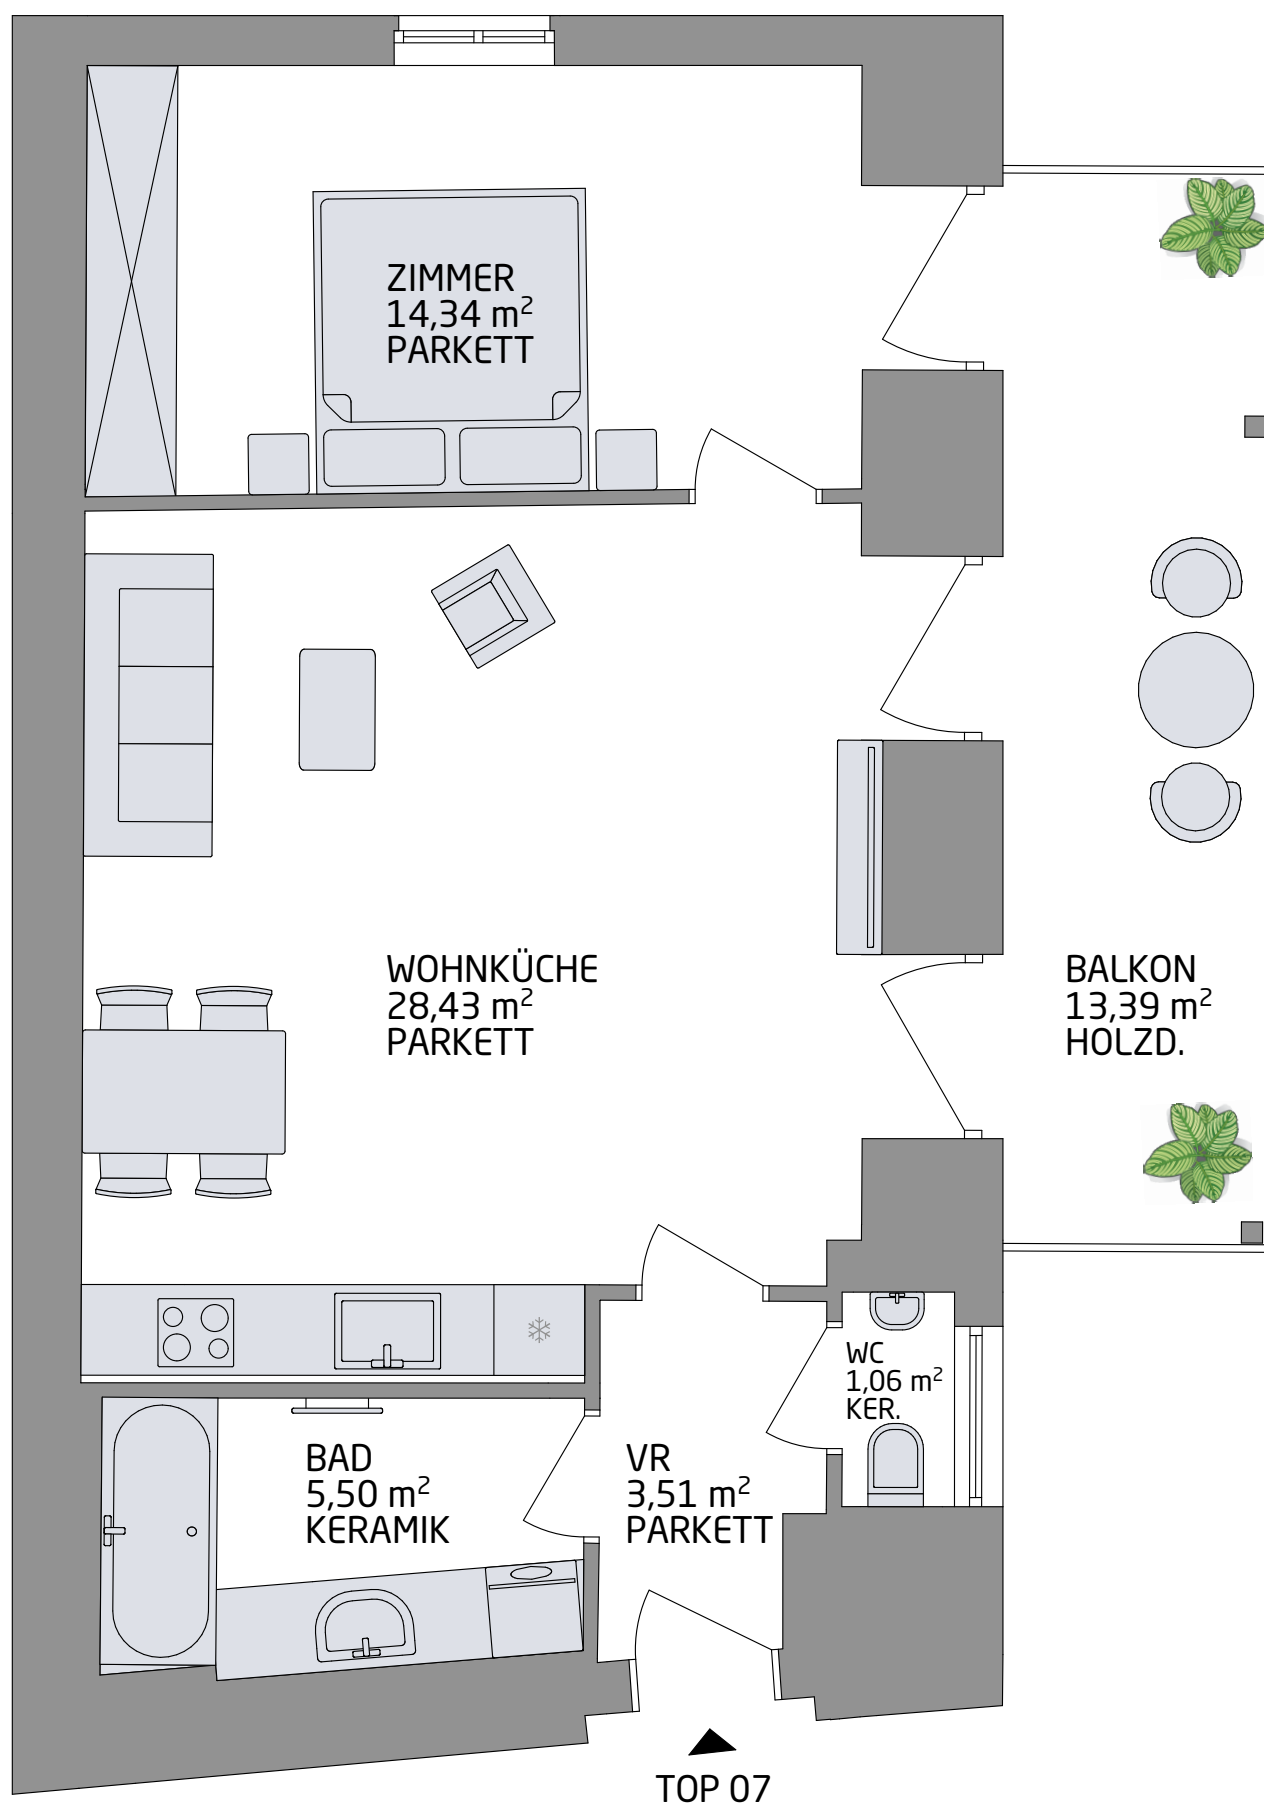 ZIMMER
14,34 m²
PARKETT
WOHNKÜCHE
28,43 m²
PARKETT
BALKON
13,39 m²
HOLZD.
WC
1,06 m²
KER.
BAD
5,50 m²
KERAMIK
VR
3,51 m²
PARKETT
TOP 07